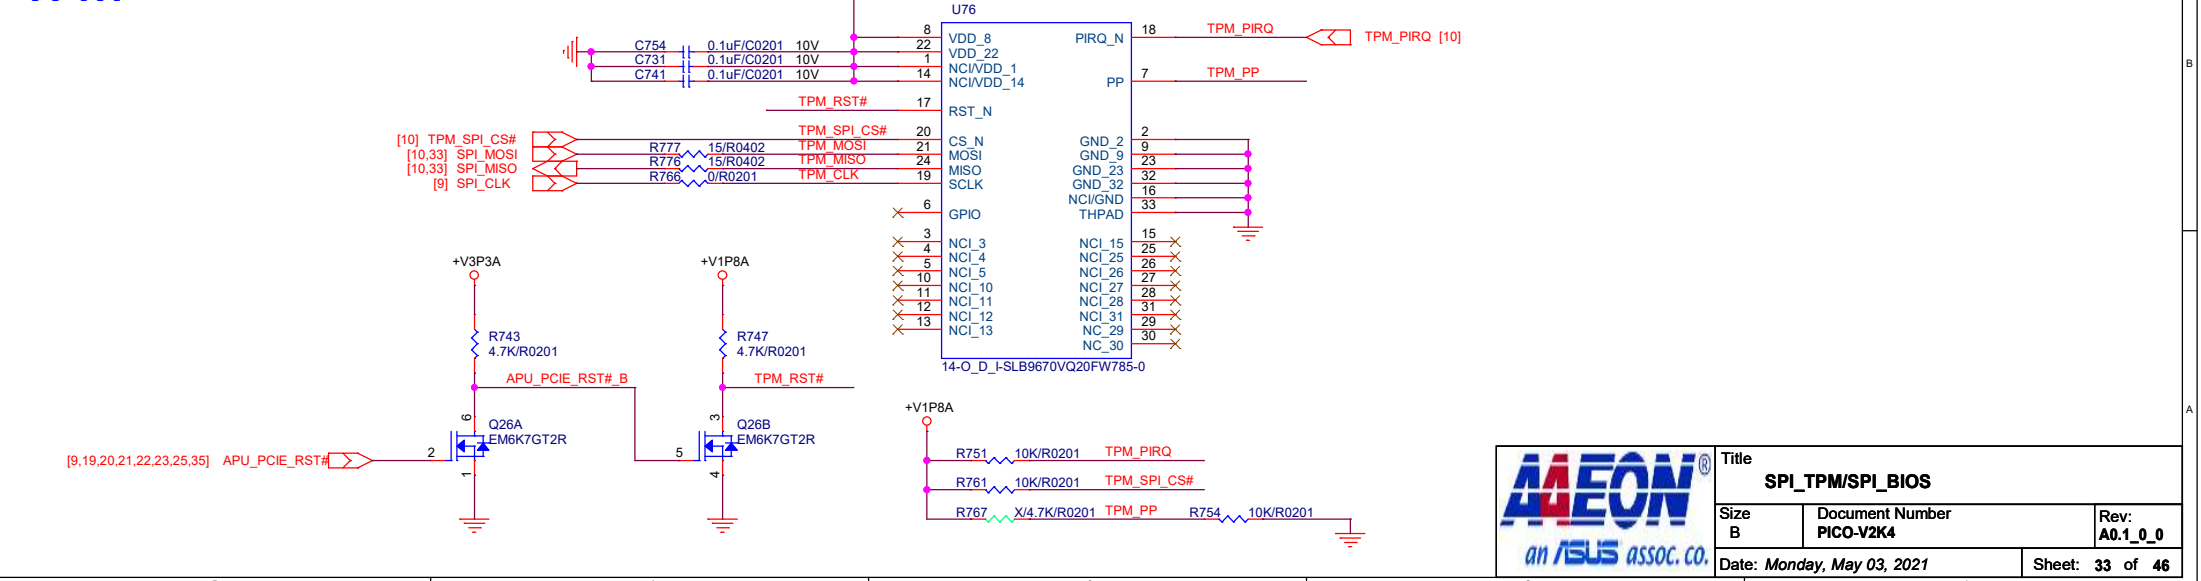 U76
8 VDD_8 PIRQ_N 18 TPM_PIRQ TPM_PIRQ [10]
C754 0.1uF/C0201 10V 22 VDD_22
C731 0.1uF/C0201 10V 1 NCI/VDD_1
C741 0.1uF/C0201 10V 14 NCI/VDD_14 PP 7 TPM_PP
TPM_RST# 17 RST_N
[10] TPM_SPI_CS# TPM_SPI_CS# 20 CS_N GND_2 2
[10,33] SPI_MOSI R777 15/R0402 TPM_MOSI 21 MOSI GND_9 9
[10,33] SPI_MISO R776 15/R0402 TPM_MISO 24 MISO GND_23 23
[9] SPI_CLK R766 0/R0201 TPM_CLK 19 SCLK GND_32 32
NCI/GND 16
6 GPIO THPAD 33
3 NCI_3 NCI_15 15
4 NCI_4 NCI_25 25
5 NCI_5 NCI_26 26
10 NCI_10 NCI_27 27
11 NCI_11 NCI_28 28
12 NCI_12 NCI_31 31
13 NCI_13 NC_29 29
NC_30 30
14-O_D_I-SLB9670VQ20FW785-0
+V3P3A +V1P8A
R743 R747
4.7K/R0201 4.7K/R0201
APU_PCIE_RST#_B TPM_RST#
6 3
Q26A Q26B
EM6K7GT2R EM6K7GT2R
[9,19,20,21,22,23,25,35] APU_PCIE_RST# 2 5
1 4
+V1P8A
R751 10K/R0201 TPM_PIRQ
R761 10K/R0201 TPM_SPI_CS#
R767 X/4.7K/R0201 TPM_PP R754 10K/R0201
B
A
AAEON®
an ASUS assoc. co.
Title
SPI_TPM/SPI_BIOS
Size Document Number Rev:
B PICO-V2K4 A0.1_0_0
Date: Monday, May 03, 2021 Sheet: 33 of 46